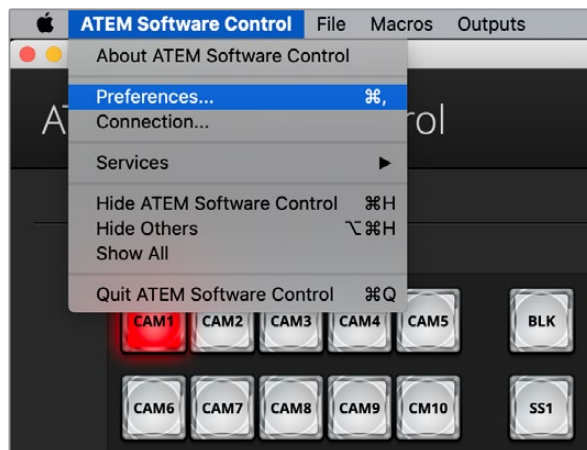 ATEM Software Control File Macros Outputs
About ATEM Software Control
Preferences... ⌘,
Connection...
Services ▶
Hide ATEM Software Control ⌘H
Hide Others ⌥⌘H
Show All
Quit ATEM Software Control ⌘Q
A rol
CAM1 CAM2 CAM3 CAM4 CAM5 BLK
CAM6 CAM7 CAM8 CAM9 CM10 SS1